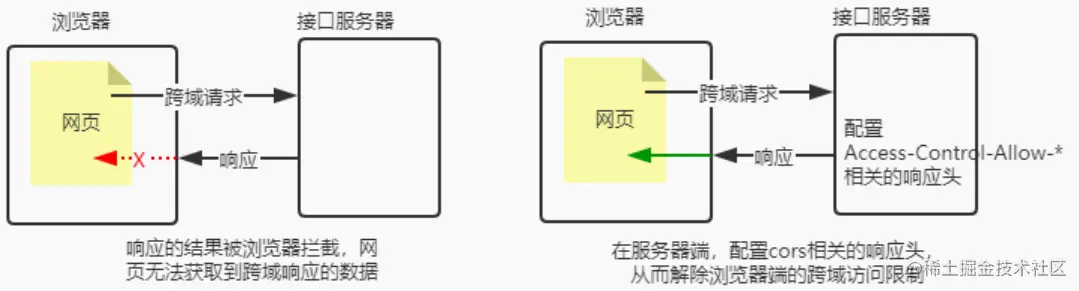 浏览器
接口服务器
跨域请求
网页
X
响应
响应的结果被浏览器拦截，网
页无法获取到跨域响应的数据
浏览器
接口服务器
跨域请求
网页
响应
配置
Access-Control-Allow-*
相关的响应头
在服务器端，配置cors相关的响应头，
从而解除浏览器端的跨域访问限制
@稀土掘金技术社区